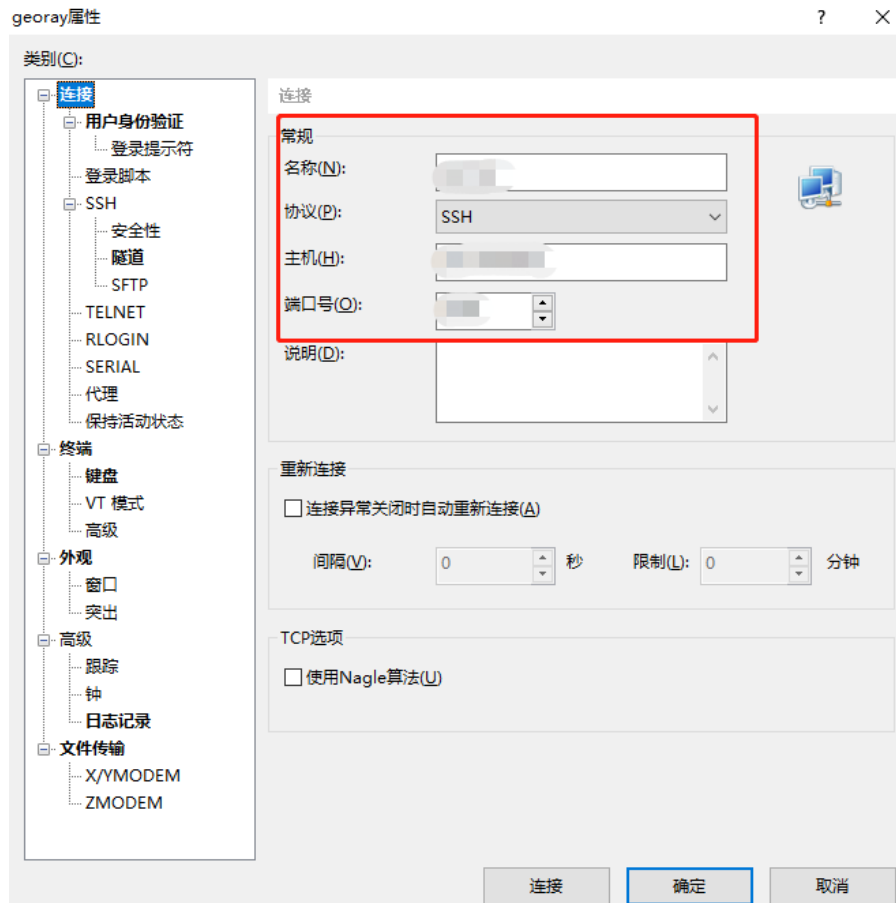 georay属性
类别(C):
连接
用户身份验证
登录提示符
登录脚本
SSH
安全性
隧道
SFTP
TELNET
RLOGIN
SERIAL
代理
保持活动状态
终端
键盘
VT 模式
高级
外观
窗口
突出
高级
跟踪
钟
日志记录
文件传输
X/YMODEM
ZMODEM
连接
常规
名称(N):
协议(P):
SSH
主机(H):
端口号(O):
说明(D):
重新连接
连接异常关闭时自动重新连接(A)
间隔(V): 0 秒 限制(L): 0 分钟
TCP选项
使用Nagle算法(U)
连接 确定 取消